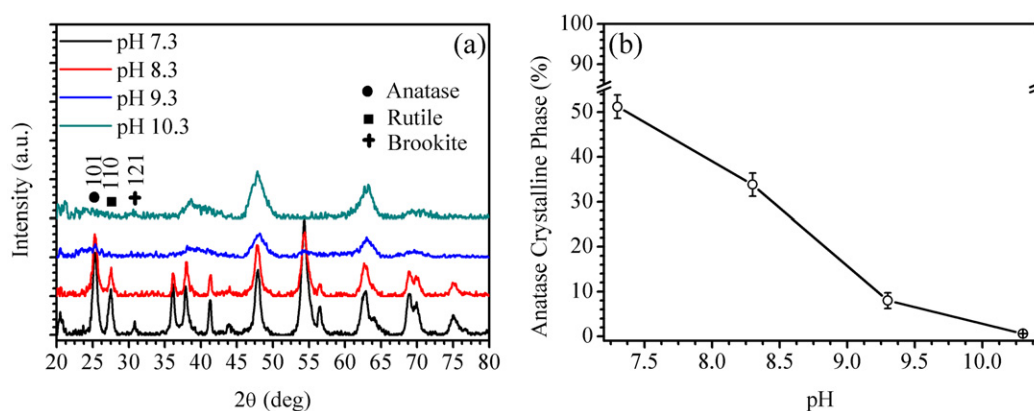 (a)
pH 7.3
pH 8.3
pH 9.3
pH 10.3
Anatase
Rutile
Brookite
101
110
121
Intensity (a.u.)
20 25 30 35 40 45 50 55 60 65 70 75 80
2θ (deg)
(b)
Anatase Crystalline Phase (%)
100
90
50
40
30
20
10
0
7.5 8.0 8.5 9.0 9.5 10.0
pH